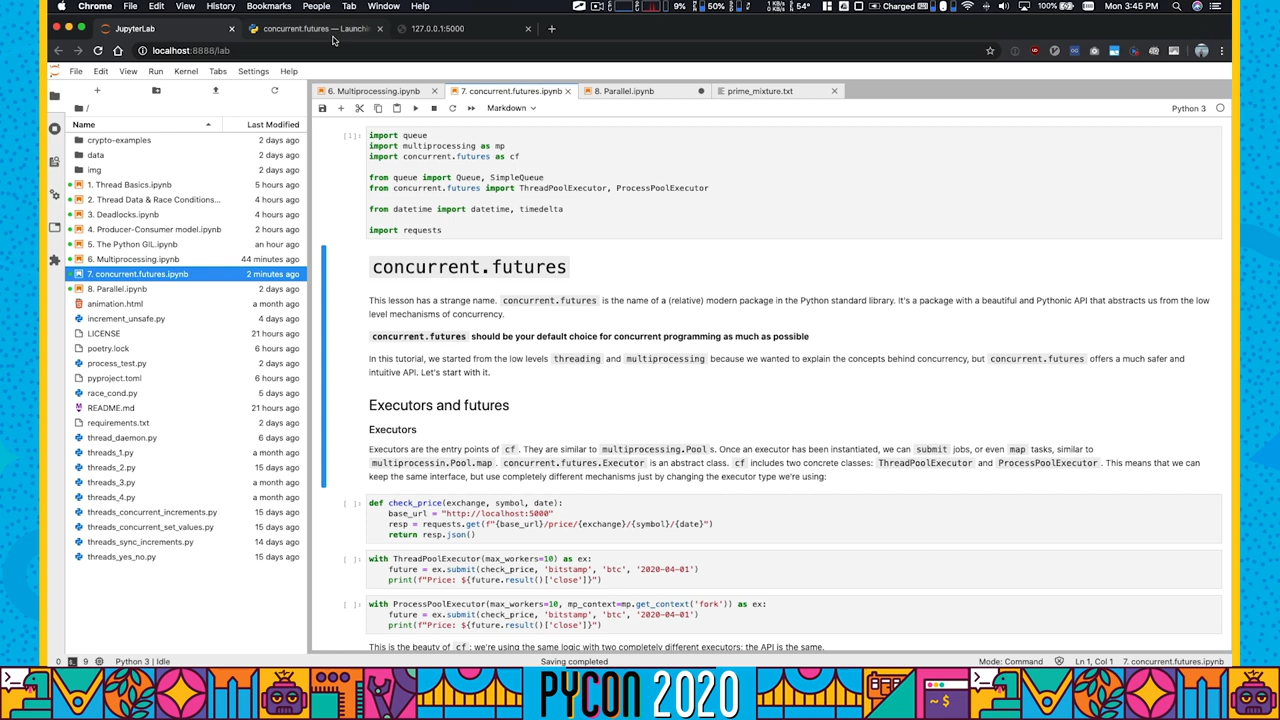 Chrome File Edit View History Bookmarks People Tab Window Help
9% 50% 54° Charged Mon 3:45 PM
JupyterLab
concurrent.futures — Launchin
127.0.0.1:5000
localhost:8888/lab
File Edit View Run Kernel Tabs Settings Help
6. Multiprocessing.ipynb
7. concurrent.futures.ipynb
8. Parallel.ipynb
prime_mixture.txt
Markdown
Python 3
/
Name Last Modified
crypto-examples 2 days ago
data 2 days ago
img 2 days ago
1. Thread Basics.ipynb 5 hours ago
2. Thread Data & Race Conditions... 4 hours ago
3. Deadlocks.ipynb 4 hours ago
4. Producer-Consumer model.ipynb 2 hours ago
5. The Python GIL.ipynb an hour ago
6. Multiprocessing.ipynb 44 minutes ago
7. concurrent.futures.ipynb 2 minutes ago
8. Parallel.ipynb 2 days ago
animation.html a month ago
increment_unsafe.py 4 days ago
LICENSE 21 hours ago
poetry.lock 6 hours ago
process_test.py 2 days ago
pyproject.toml 6 hours ago
race_cond.py 5 days ago
README.md 21 hours ago
requirements.txt 2 days ago
thread_daemon.py 6 days ago
threads_1.py a month ago
threads_2.py 15 days ago
threads_3.py a month ago
threads_4.py a month ago
threads_concurrent_increments.py 15 days ago
threads_concurrent_set_values.py 15 days ago
threads_sync_increments.py 14 days ago
threads_yes_no.py 15 days ago
[1]: import queue
import multiprocessing as mp
import concurrent.futures as cf
from queue import Queue, SimpleQueue
from concurrent.futures import ThreadPoolExecutor, ProcessPoolExecutor
from datetime import datetime, timedelta
import requests
concurrent.futures
This lesson has a strange name. concurrent.futures is the name of a (relative) modern package in the Python standard library. It's a package with a beautiful and Pythonic API that abstracts us from the low
level mechanisms of concurrency.
concurrent.futures should be your default choice for concurrent programming as much as possible
In this tutorial, we started from the low levels threading and multiprocessing because we wanted to explain the concepts behind concurrency, but concurrent.futures offers a much safer and
intuitive API. Let's start with it.
Executors and futures
Executors
Executors are the entry points of cf. They are similar to multiprocessing.Pool s. Once an executor has been instantiated, we can submit jobs, or even map tasks, similar to
multiprocessin.Pool.map. concurrent.futures.Executor is an abstract class. cf includes two concrete classes: ThreadPoolExecutor and ProcessPoolExecutor. This means that we can
keep the same interface, but use completely different mechanisms just by changing the executor type we're using:
[ ]: def check_price(exchange, symbol, date):
base_url = "http://localhost:5000"
resp = requests.get(f"{base_url}/price/{exchange}/{symbol}/{date}")
return resp.json()
[ ]: with ThreadPoolExecutor(max_workers=10) as ex:
future = ex.submit(check_price, 'bitstamp', 'btc', '2020-04-01')
print(f"Price: ${future.result()['close']}")
[ ]: with ProcessPoolExecutor(max_workers=10, mp_context=mp.get_context('fork')) as ex:
future = ex.submit(check_price, 'bitstamp', 'btc', '2020-04-01')
print(f"Price: ${future.result()['close']}")
This is the beauty of cf: we're using the same logic with two completely different executors; the API is the same.
0 9 Python 3 | Idle
Saving completed
Mode: Command
Ln 1, Col 1
7. concurrent.futures.ipynb
PYCON 2020
~$